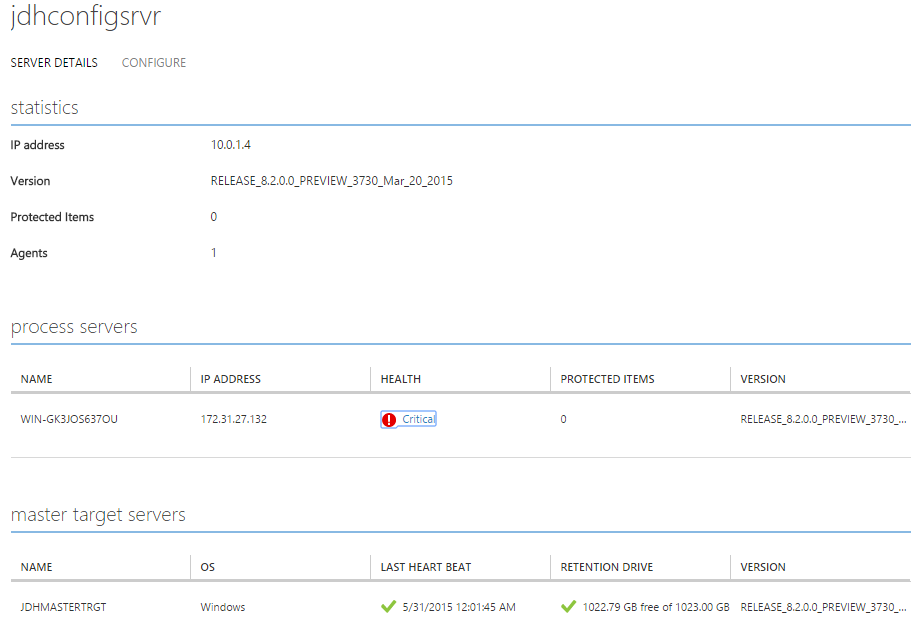 jdhconfigsrvr
SERVER DETAILS CONFIGURE
statistics
IP address 10.0.1.4
Version RELEASE_8.2.0.0_PREVIEW_3730_Mar_20_2015
Protected Items 0
Agents 1
process servers
NAME IP ADDRESS HEALTH PROTECTED ITEMS VERSION
WIN-GK3JOS637OU 172.31.27.132 Critical 0 RELEASE_8.2.0.0_PREVIEW_3730_...
master target servers
NAME OS LAST HEART BEAT RETENTION DRIVE VERSION
JDHMASTERTRGT Windows 5/31/2015 12:01:45 AM 1022.79 GB free of 1023.00 GB RELEASE_8.2.0.0_PREVIEW_3730_...